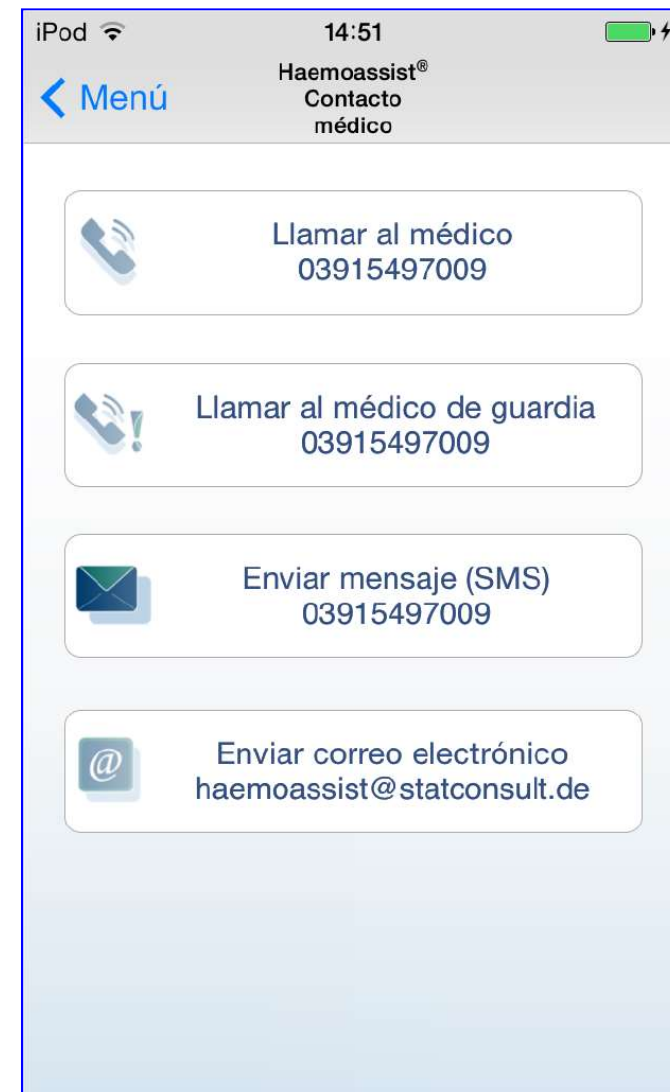 iPod 14:51
Menú
Haemoassist®
Contacto
médico
Llamar al médico
03915497009
Llamar al médico de guardia
03915497009
Enviar mensaje (SMS)
03915497009
@
Enviar correo electrónico
haemoassist@statconsult.de